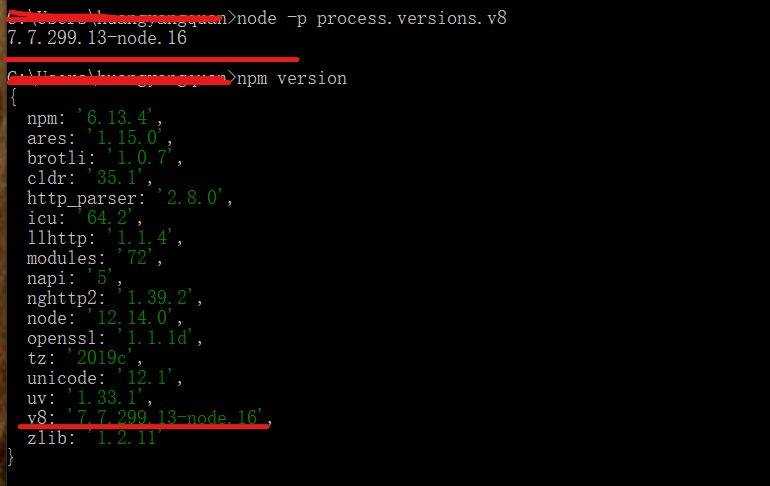 >node -p process.versions.v8
7.7.299.13-node.16
>npm version
{
npm: '6.13.4',
ares: '1.15.0',
brotli: '1.0.7',
cldr: '35.1',
http_parser: '2.8.0',
icu: '64.2',
llhttp: '1.1.4',
modules: '72',
napi: '5',
nghttp2: '1.39.2',
node: '12.14.0',
openssl: '1.1.1d',
tz: '2019c',
unicode: '12.1',
uv: '1.33.1',
v8: '7.7.299.13-node.16',
zlib: '1.2.11'
}